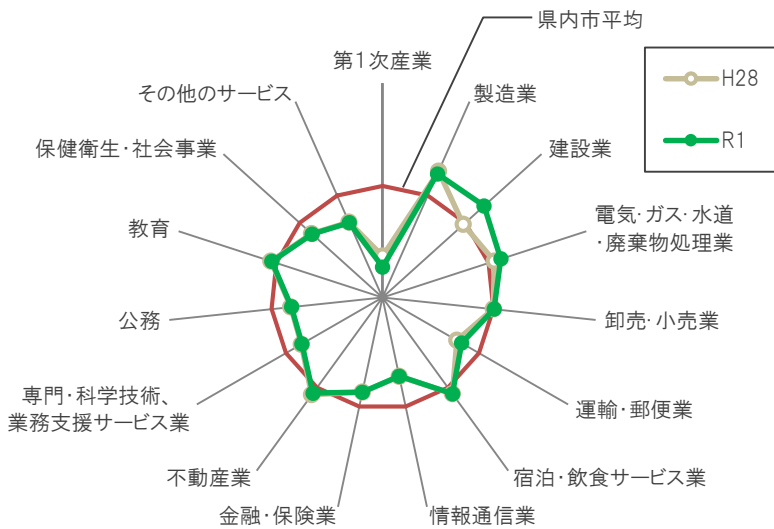 県内市平均
H28
R1
第1次産業
製造業
建設業
電気・ガス・水道
・廃棄物処理業
卸売・小売業
運輸・郵便業
宿泊・飲食サービス業
情報通信業
金融・保険業
不動産業
専門・科学技術、
業務支援サービス業
公務
教育
保健衛生・社会事業
その他のサービス